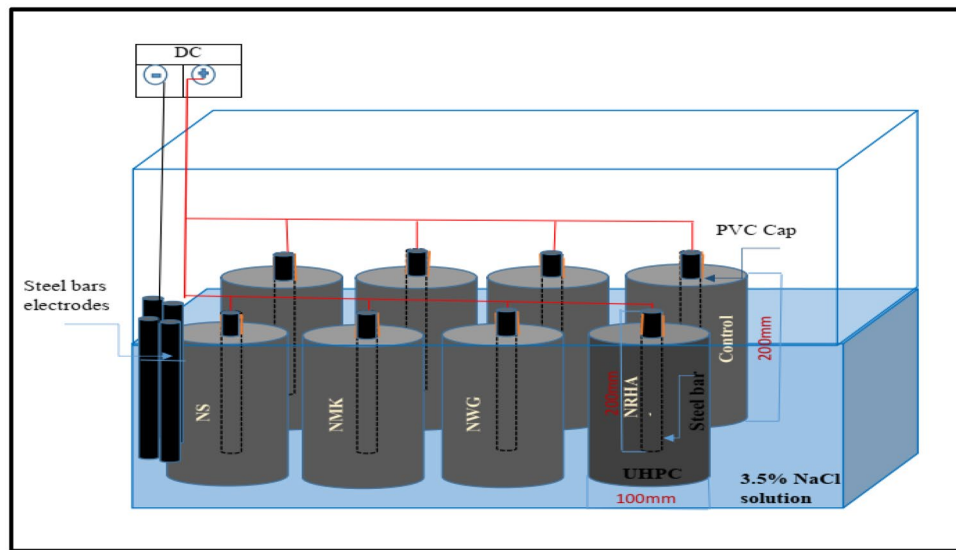 DC
- +
PVC Cap
Steel bars
electrodes
Control
200mm
NS
NMK
NWG
200mm
NRHA
Steel bar
UHPC
100mm
3.5% NaCl
solution